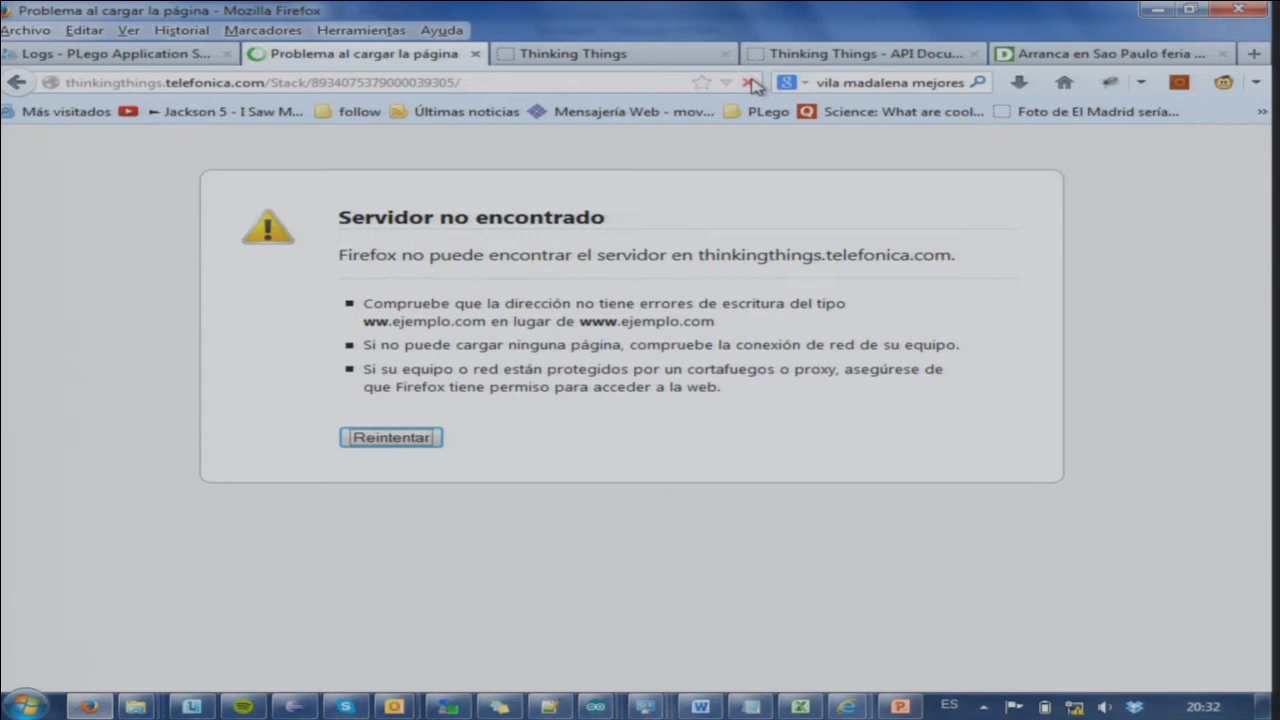 Problema al cargar la página - Mozilla Firefox
Archivo Editar Ver Historial Marcadores Herramientas Ayuda
Logs - PLego Application S... Problema al cargar la página Thinking Things Thinking Things - API Docu... Arranca en Sao Paulo feria ...
thinkingthings.telefonica.com/Stack/8934075379000039305/ vila madalena mejores
Más visitados Jackson 5 - I Saw M... follow Últimas noticias Mensajería Web - mov... PLego Science: What are cool... Foto de El Madrid sería...
Servidor no encontrado
Firefox no puede encontrar el servidor en thinkingthings.telefonica.com.
Compruebe que la dirección no tiene errores de escritura del tipo
ww.ejemplo.com en lugar de www.ejemplo.com
Si no puede cargar ninguna página, compruebe la conexión de red de su equipo.
Si su equipo o red están protegidos por un cortafuegos o proxy, asegúrese de
que Firefox tiene permiso para acceder a la web.
Reintentar
ES 20:32